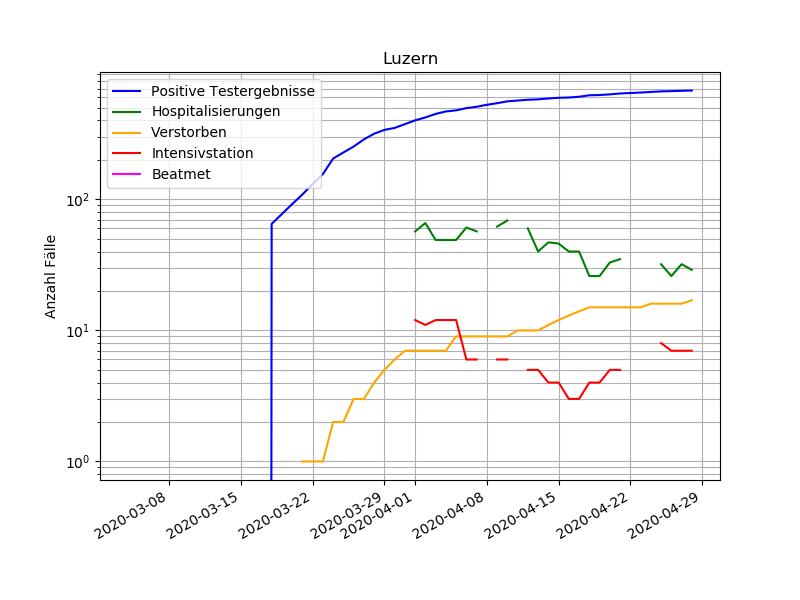 Luzern
Positive Testergebnisse
Hospitalisierungen
Verstorben
Intensivstation
Beatmet
Anzahl Fälle
10²
10¹
10⁰
2020-03-08
2020-03-15
2020-03-22
2020-03-29
2020-04-01
2020-04-08
2020-04-15
2020-04-22
2020-04-29